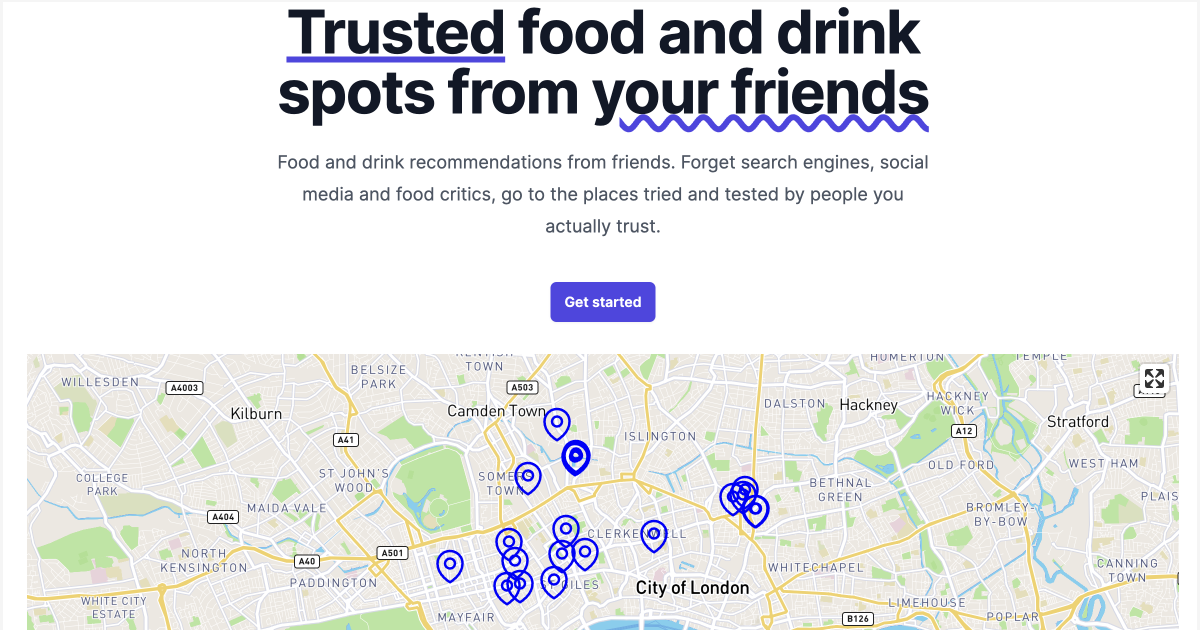 Trusted food and drink
spots from your friends
Food and drink recommendations from friends. Forget search engines, social
media and food critics, go to the places tried and tested by people you
actually trust.
Get started
KENTISH
TOWN
HOMERTON
TEMPLE
WILLESDEN
A4003
BELSIZE
PARK
A503
Kilburn
Camden Town
DALSTON
Hackney
HACKNEY
WICK
Stratford
A41
ISLINGTON
A12
COLLEGE
PARK
ST JOHN'S
WOOD
TOWN
OLD FORD
WEST HAM
BETHNAL
GREEN
PLAIS
A404
MAIDA VALE
BROMLEY-
BY-BOW
CLERKENWELL
NORTH
KENSINGTON
A40
A501
PADDINGTON
WHITECHAPEL
CANNING
TOWN
GILES
City of London
WHITE CITY
ESTATE
MAYFAIR
B126
LIMEHOUSE
POPLAR